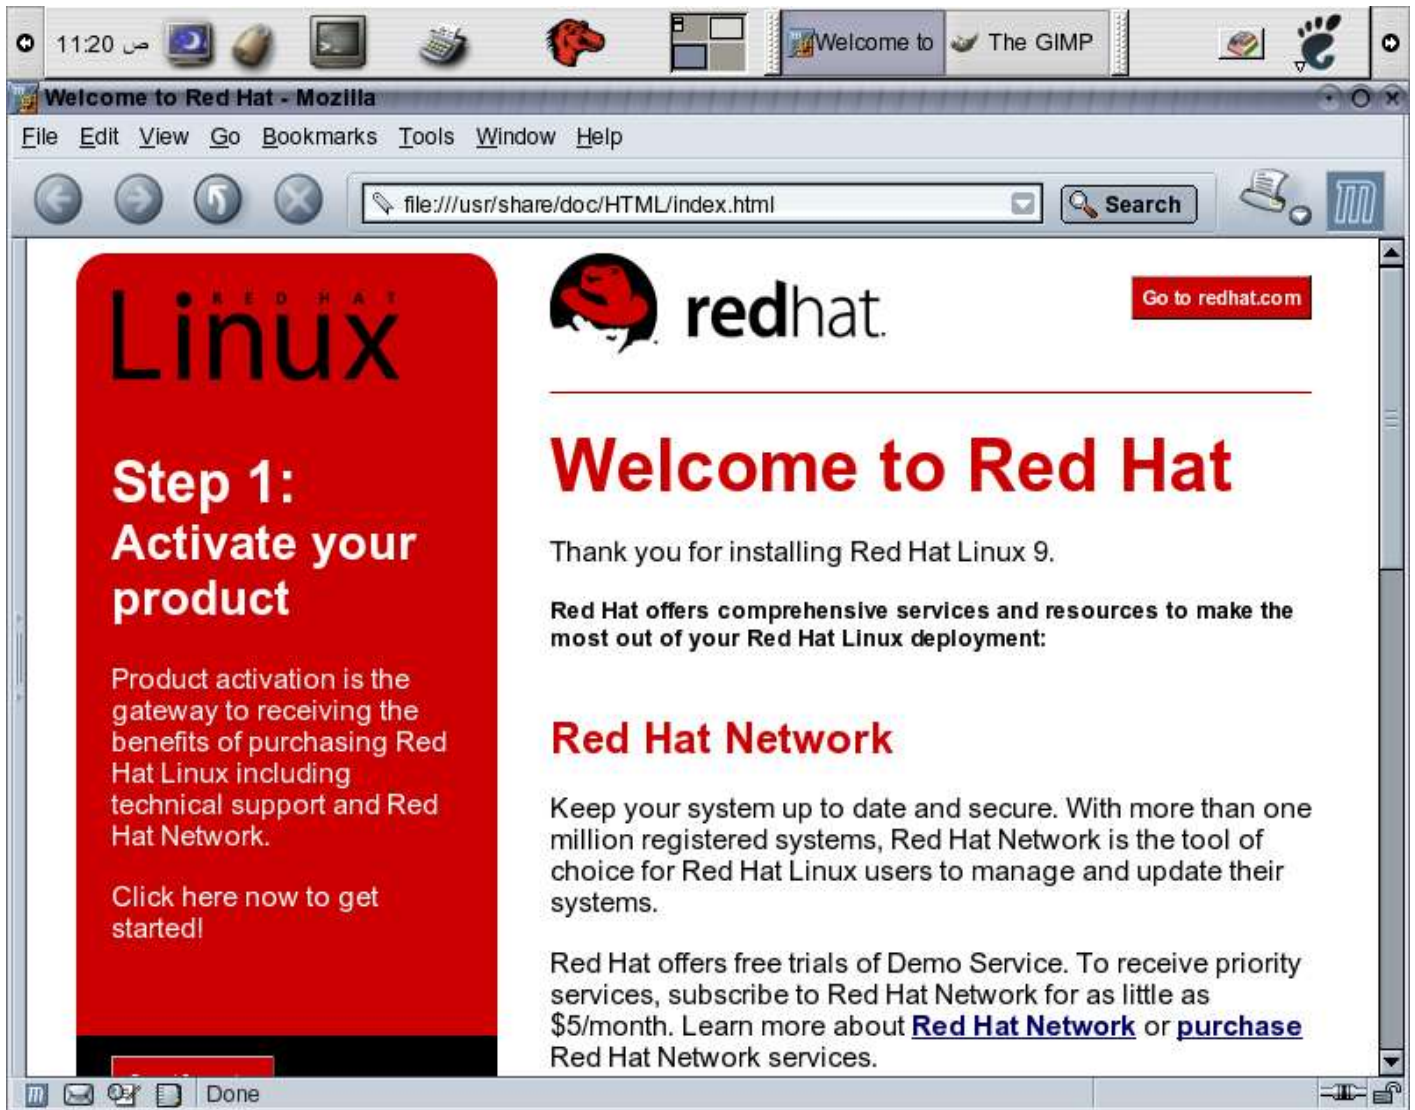 11:20 ص
Welcome to
The GIMP
Welcome to Red Hat - Mozilla
File Edit View Go Bookmarks Tools Window Help
file:///usr/share/doc/HTML/index.html
Search
RED HAT
Linux
Step 1:
Activate your
product
Product activation is the
gateway to receiving the
benefits of purchasing Red
Hat Linux including
technical support and Red
Hat Network.
Click here now to get
started!
redhat.
Go to redhat.com
Welcome to Red Hat
Thank you for installing Red Hat Linux 9.
Red Hat offers comprehensive services and resources to make the
most out of your Red Hat Linux deployment:
Red Hat Network
Keep your system up to date and secure. With more than one
million registered systems, Red Hat Network is the tool of
choice for Red Hat Linux users to manage and update their
systems.
Red Hat offers free trials of Demo Service. To receive priority
services, subscribe to Red Hat Network for as little as
$5/month. Learn more about Red Hat Network or purchase
Red Hat Network services.
Done